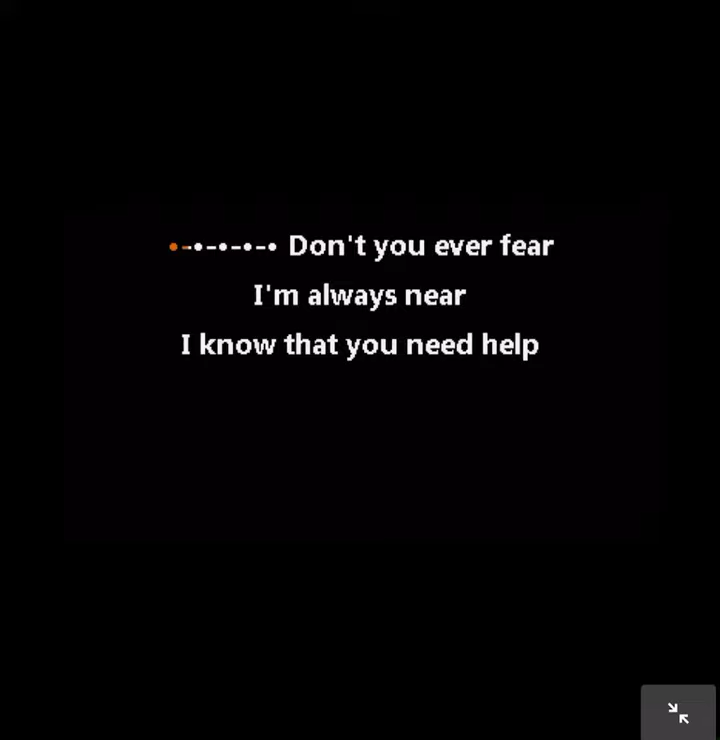 •-•-•-•-• Don't you ever fear
I'm always near
I know that you need help